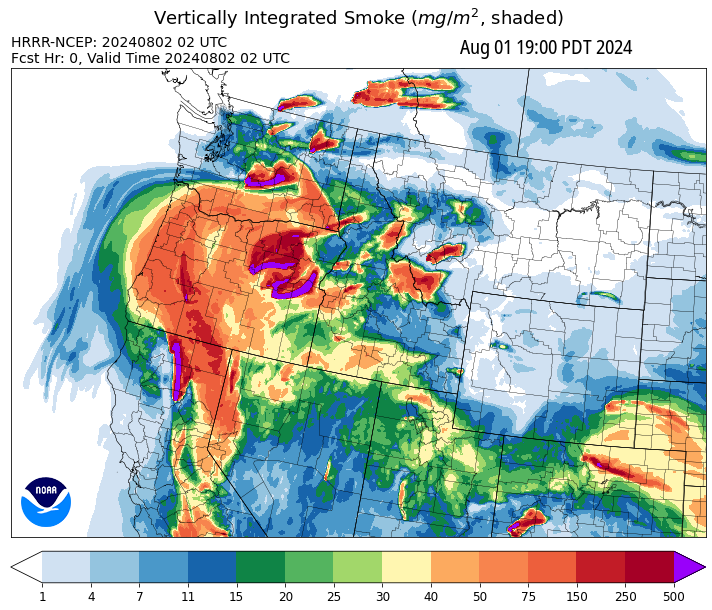 Vertically Integrated Smoke (mg/m², shaded)
HRRR-NCEP: 20240802 02 UTC
Fcst Hr: 0, Valid Time 20240802 02 UTC
Aug 01 19:00 PDT 2024
NOAA
1 4 7 11 15 20 25 30 40 50 75 150 250 500